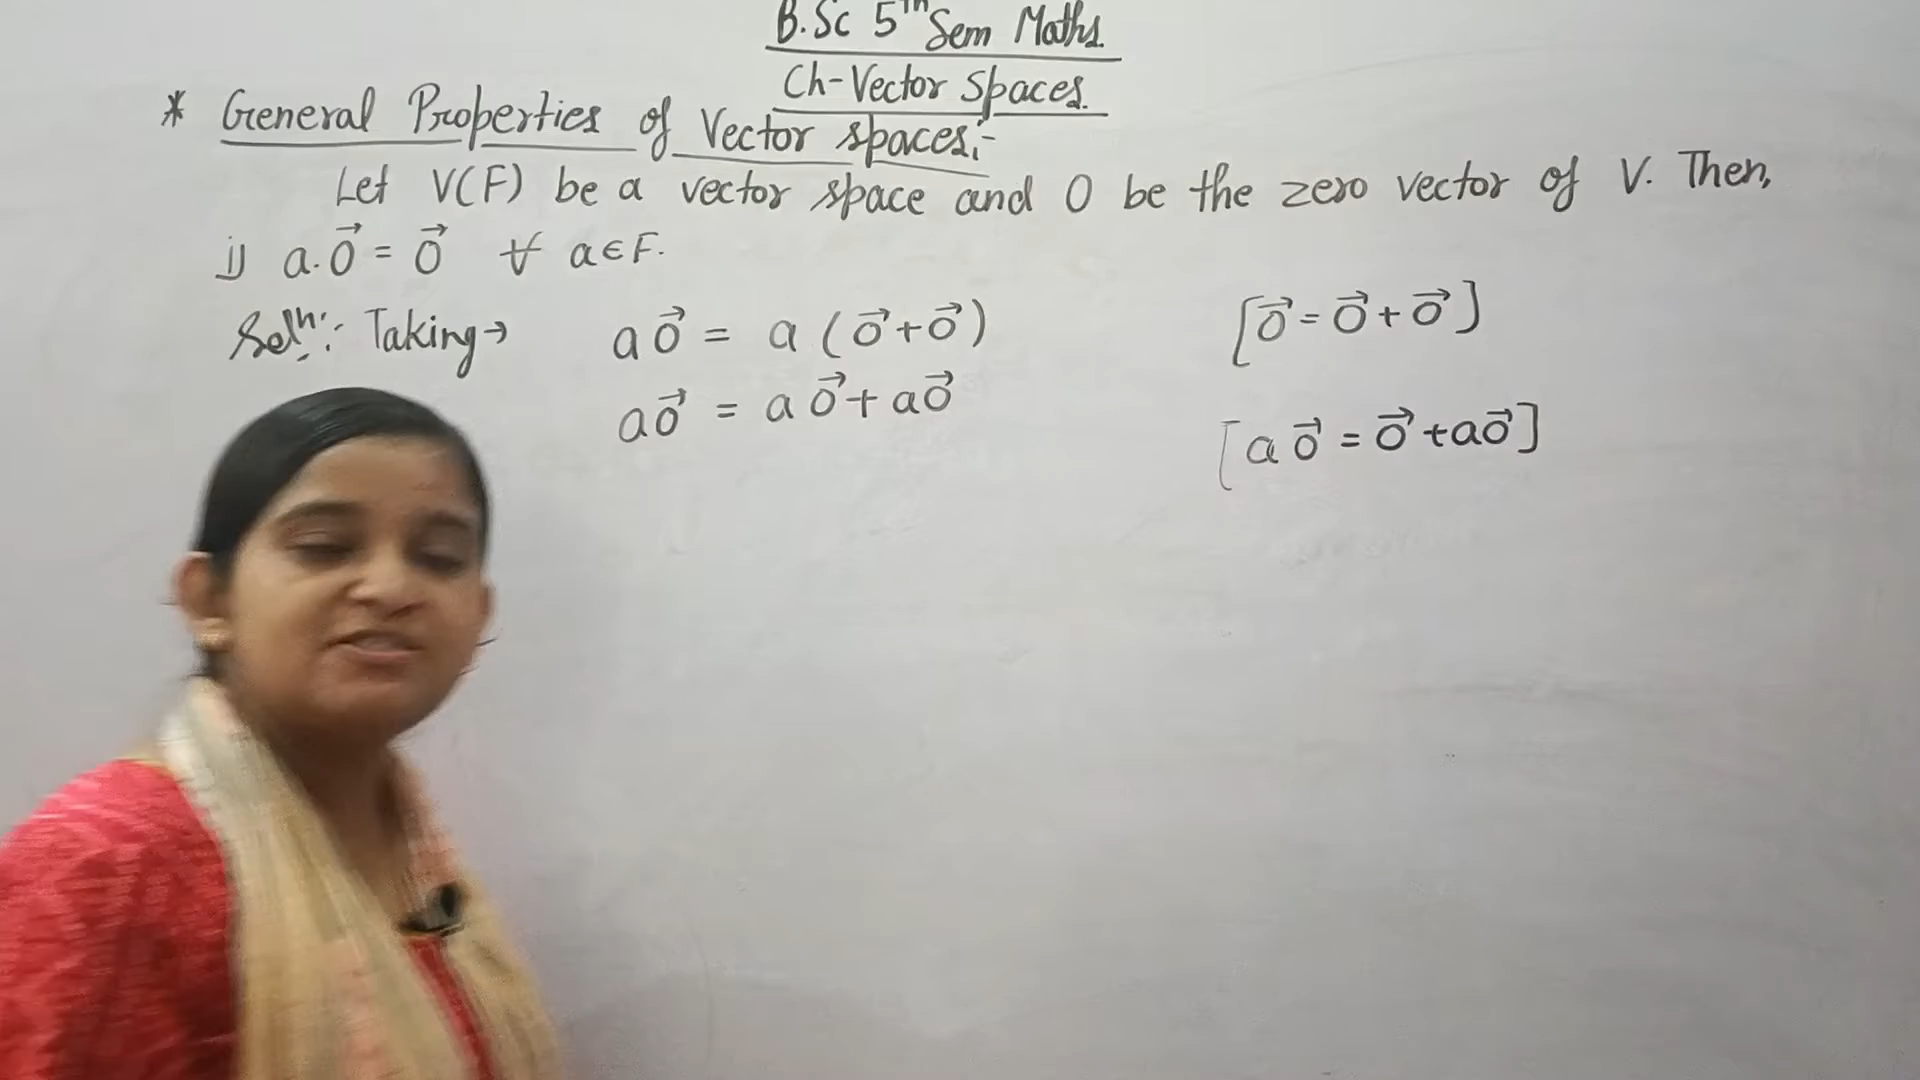 B.Sc 5th Sem Maths.
Ch-Vector Spaces.
* General Properties of Vector spaces:-
Let V(F) be a vector space and 0 be the zero vector of V. Then,
i) a.0⃗ = 0⃗ ∀ a∈F.
Solⁿ:- Taking→ a0⃗ = a(0⃗+0⃗) [0⃗=0⃗+0⃗]
a0⃗ = a0⃗+a0⃗ [a0⃗=0⃗+a0⃗]